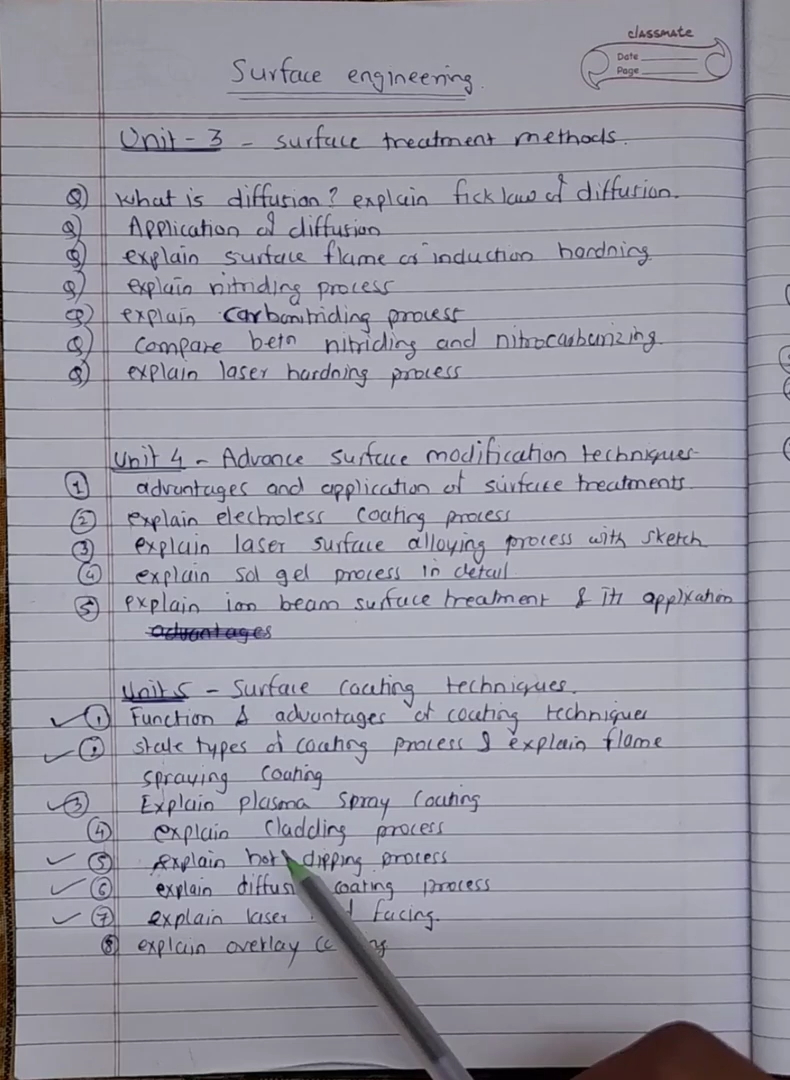 classmate
Date
Page
Surface engineering.
Unit-3 - surface treatment methods.
Q) what is diffusion? explain fick law of diffusion.
Q) Application of diffusion
Q) explain surface flame or induction hardning
Q) explain nitriding process
Q) explain carbonitriding process
Q) compare betn nitriding and nitrocarburizing.
Q) explain laser hardning process
Unit 4 - Advance surface modification techniques
① advantages and application of surface treatments
② explain electroless coating process
③ explain laser surface alloying process with sketch
④ explain sol gel process in detail
⑤ explain ion beam surface treatment & its application
advantages
Unit 5 - Surface coating techniques.
① Function & advantages of coating techniques
② state types of coating process & explain flame
spraying coating
③ Explain plasma spray coating
④ explain cladding process
⑤ explain hot dipping process
⑥ explain coating process
⑦ explain laser facing.
⑧ explain overlay